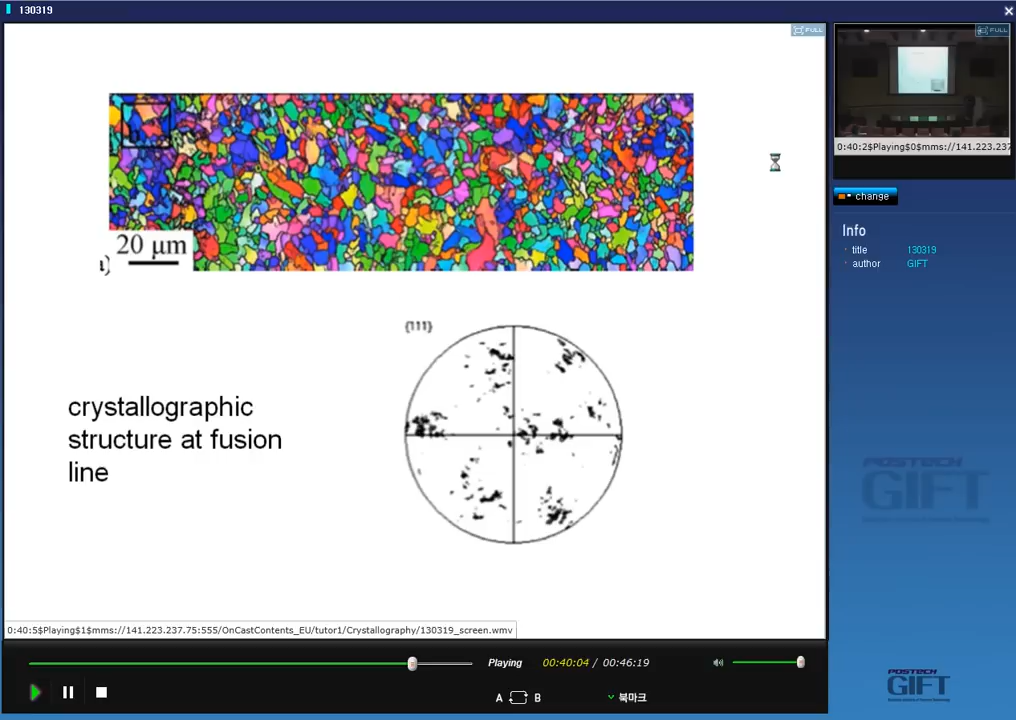 130319
FULL
20 μm
{111}
crystallographic
structure at fusion
line
0:40:5$Playing$1$mms://141.223.237.75:555/OnCastContents_EU/tutor1/Crystallography/130319_screen.wmv
Playing
00:40:04 / 00:46:19
A B
북마크
FULL
0:40:2$Playing$0$mms://141.223.237
change
Info
title 130319
author GIFT
POSTECH
GIFT
POSTECH
GIFT